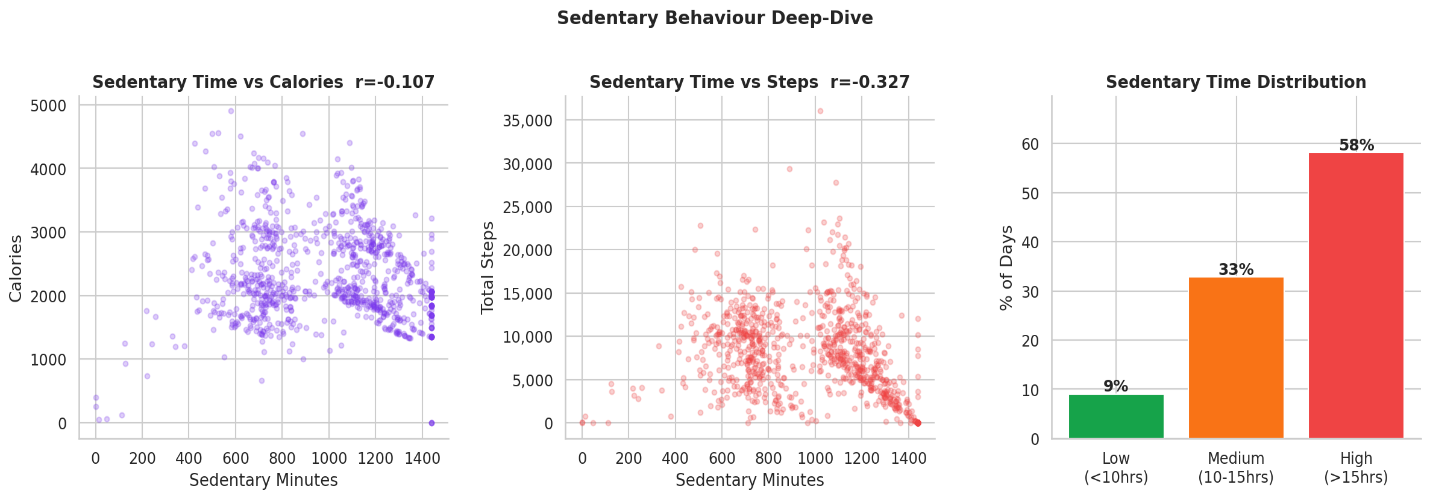 Sedentary Behaviour Deep-Dive
Sedentary Time vs Calories  r=-0.107
Calories
5000
4000
3000
2000
1000
0
0 200 400 600 800 1000 1200 1400
Sedentary Minutes
Sedentary Time vs Steps  r=-0.327
Total Steps
35,000
30,000
25,000
20,000
15,000
10,000
5,000
0
0 200 400 600 800 1000 1200 1400
Sedentary Minutes
Sedentary Time Distribution
% of Days
60
50
40
30
20
10
0
9%
33%
58%
Low
(<10hrs)
Medium
(10-15hrs)
High
(>15hrs)